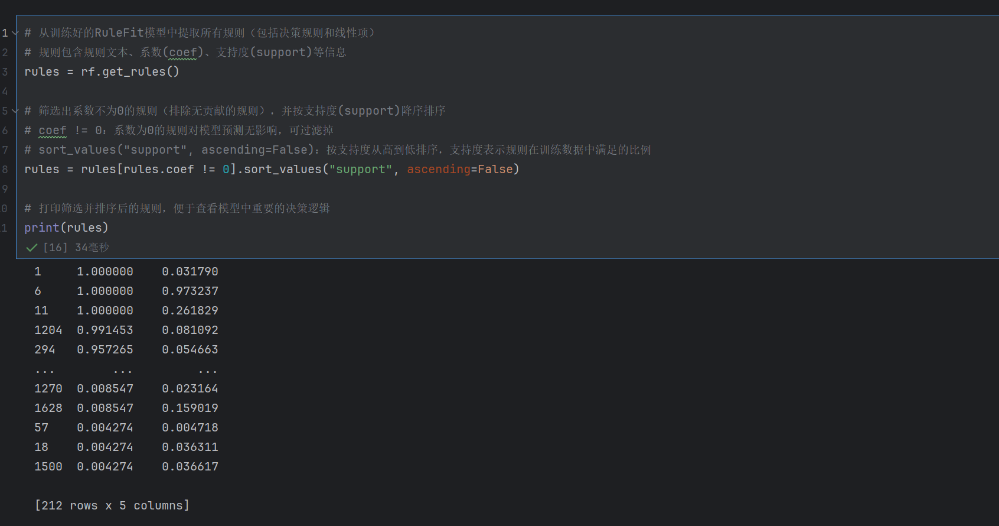 1 # 从训练好的RuleFit模型中提取所有规则（包括决策规则和线性项）
2 # 规则包含规则文本、系数(coef)、支持度(support)等信息
3 rules = rf.get_rules()
4
5 # 筛选出系数不为0的规则（排除无贡献的规则），并按支持度(support)降序排序
6 # coef != 0：系数为0的规则对模型预测无影响，可过滤掉
7 # sort_values("support", ascending=False)：按支持度从高到低排序，支持度表示规则在训练数据中满足的比例
8 rules = rules[rules.coef != 0].sort_values("support", ascending=False)
9
0 # 打印筛选并排序后的规则，便于查看模型中重要的决策逻辑
1 print(rules)
[16] 34毫秒
1 1.000000 0.031790
6 1.000000 0.973237
11 1.000000 0.261829
1204 0.991453 0.081092
294 0.957265 0.054663
... ... ...
1270 0.008547 0.023164
1628 0.008547 0.159019
57 0.004274 0.004718
18 0.004274 0.036311
1500 0.004274 0.036617
[212 rows x 5 columns]